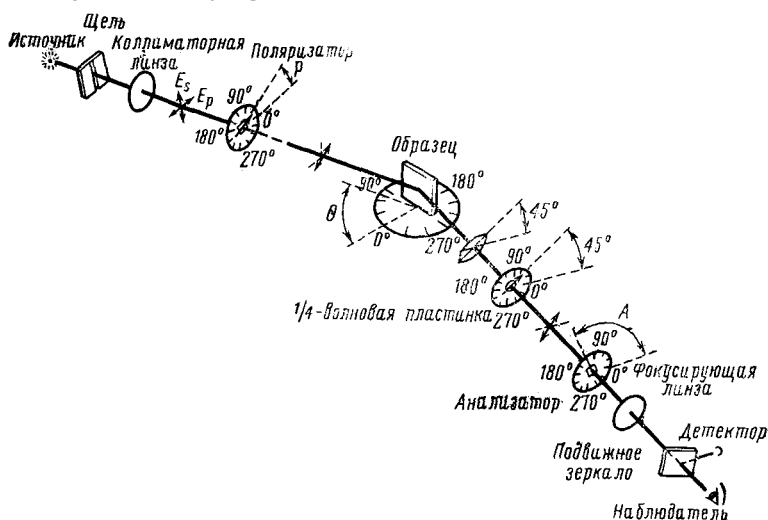 Источник
Щель
Коллиматорная
линза
Es
Ep
Поляризатор
P
90°
0°
180°
270°
Образец
90°
180°
θ
0°
270°
45°
90°
45°
180°
0°
1/4-волновая пластинка
270°
A
90°
180°
0°
Фокусирующая
линза
Анализатор
270°
Детектор
Подвижное
зеркало
Наблюдатель